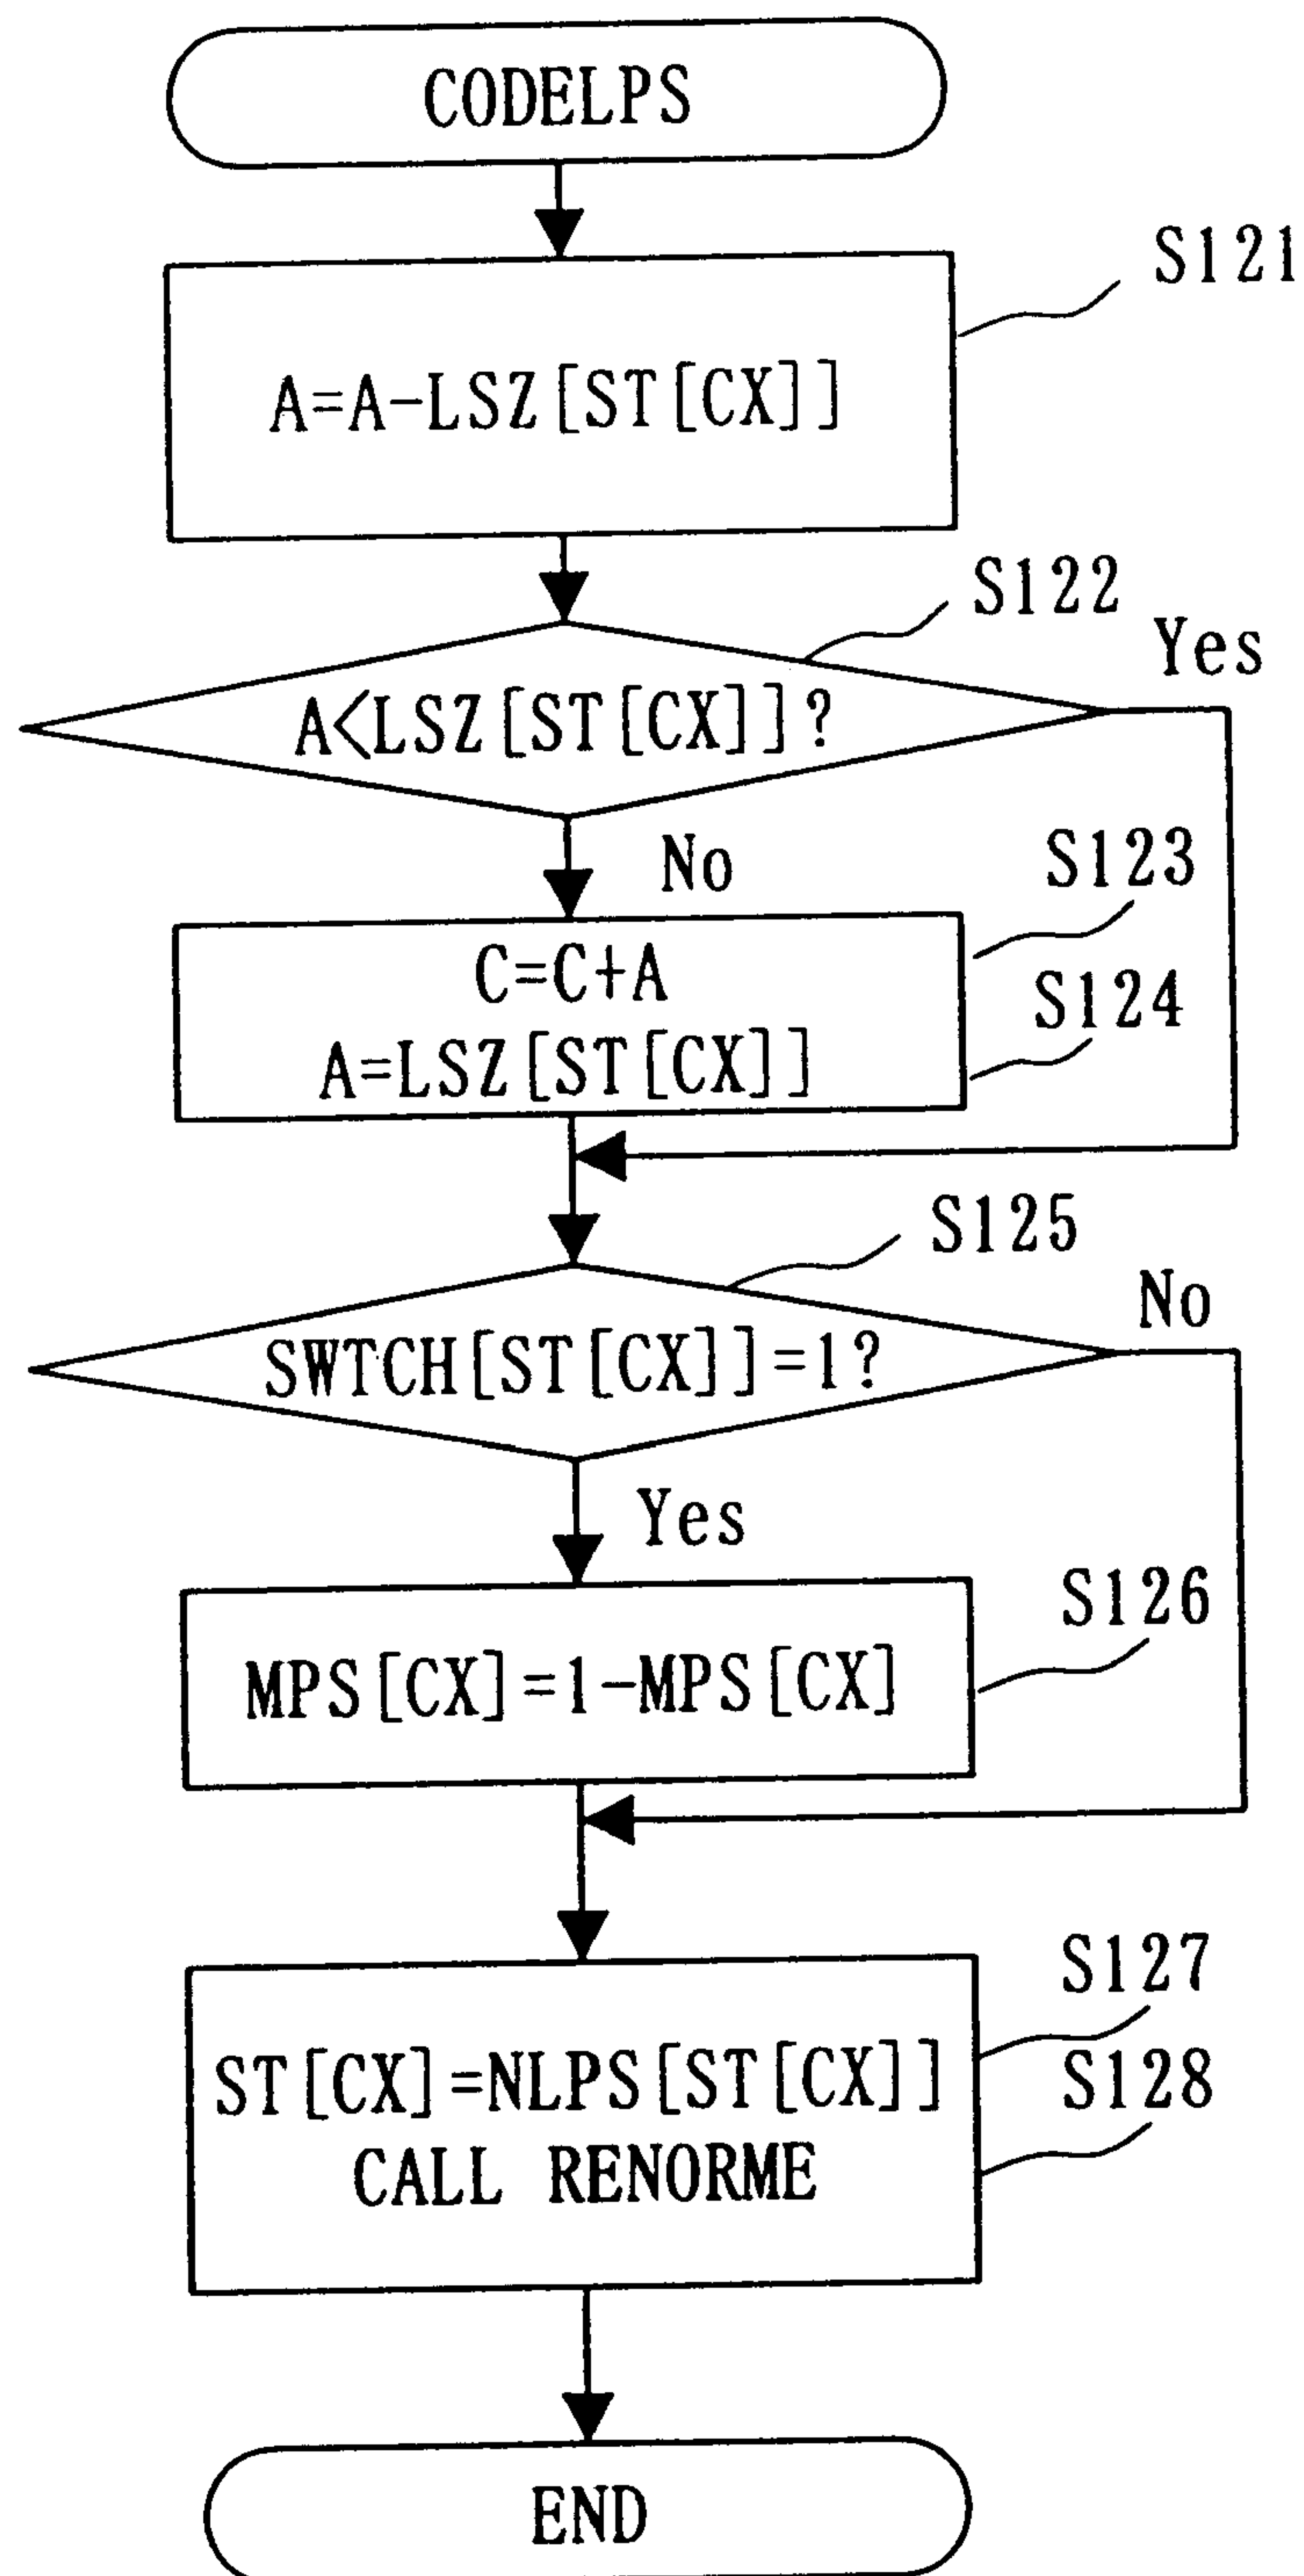 CODELPS
S121
A=A-LSZ[ST[CX]]
S122
Yes
A<LSZ[ST[CX]]?
No
S123
C=C+A
S124
A=LSZ[ST[CX]]
S125
No
SWTCH[ST[CX]]=1?
Yes
S126
MPS[CX]=1-MPS[CX]
S127
ST[CX]=NLPS[ST[CX]]
S128
CALL RENORME
END